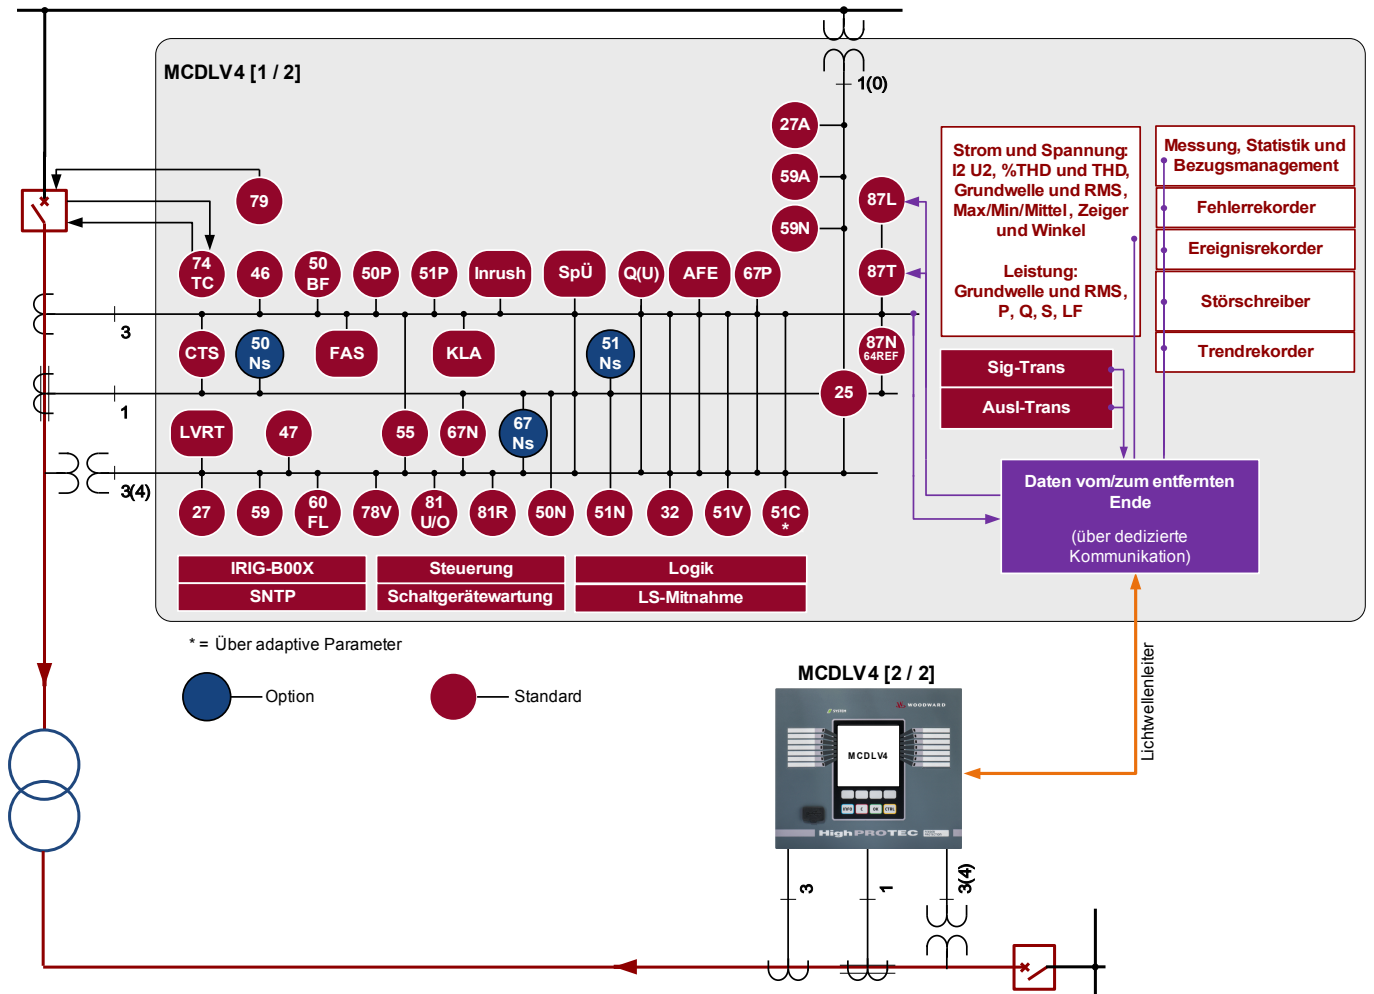 MCDLV4 [1 / 2]
1(0)
27A
59A
59N
79
74
TC
46
50
BF
50P
51P
Inrush
SpÜ
Q(U)
AFE
67P
87L
87T
3
CTS
50
Ns
FAS
KLA
51
Ns
87N
64REF
1
25
LVRT
47
55
67N
67
Ns
3(4)
27
59
60
FL
78V
81
U/O
81R
50N
51N
32
51V
51C
*
IRIG-B00X
SNTP
Steuerung
Schaltgerätewartung
Logik
LS-Mitnahme
Strom und Spannung:
I2 U2, %THD und THD,
Grundwelle und RMS,
Max/Min/Mittel, Zeiger
und Winkel
Leistung:
Grundwelle und RMS,
P, Q, S, LF
Messung, Statistik und
Bezugsmanagement
Fehlerrekorder
Ereignisrekorder
Störschreiber
Trendrekorder
Sig-Trans
Ausl-Trans
Daten vom/zum entfernten
Ende
(über dedizierte
Kommunikation)
* = Über adaptive Parameter
Option
Standard
Lichtwellenleiter
MCDLV4 [2 / 2]
SYSTEM
WOODWARD
MCDLV4
INFO
C
OK
CTRL
HighPROTEC
3
1
3(4)